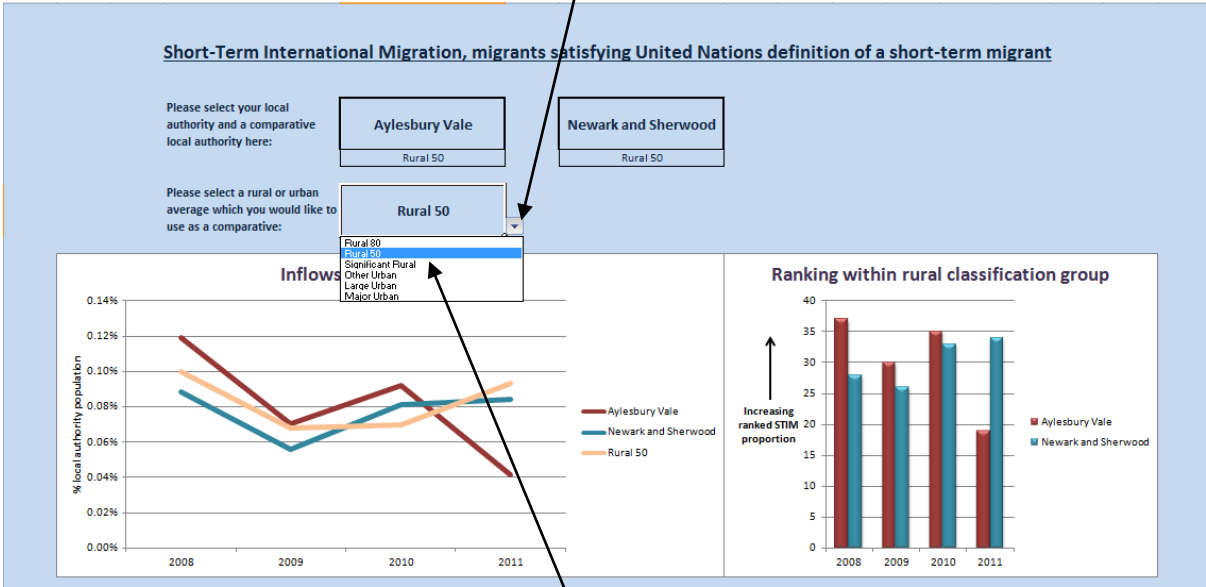 Short-Term International Migration, migrants satisfying United Nations definition of a short-term migrant
Please select your local
authority and a comparative
local authority here:
Aylesbury Vale
Newark and Sherwood
Rural 50
Rural 50
Please select a rural or urban
average which you would like to
use as a comparative:
Rural 50
Rural 80
Rural 50
Significant Rural
Other Urban
Large Urban
Major Urban
Inflows
% local authority population
0.14%
0.12%
0.10%
0.08%
0.06%
0.04%
0.02%
0.00%
2008
2009
2010
2011
Aylesbury Vale
Newark and Sherwood
Rural 50
Ranking within rural classification group
40
35
30
25
20
15
10
5
0
Increasing
ranked STIM
proportion
2008
2009
2010
2011
Aylesbury Vale
Newark and Sherwood